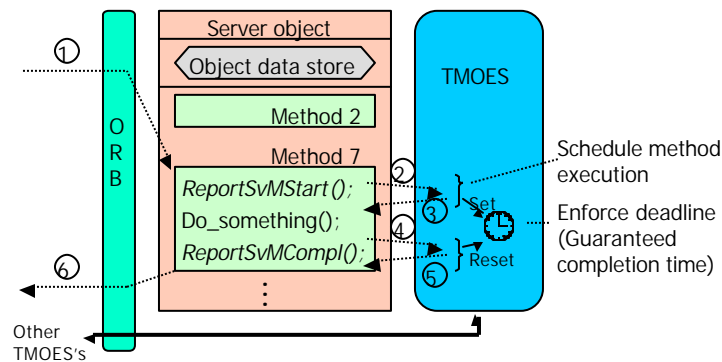 Server object
①
Object data store
TMOES
Method 2
O
R
B
Method 7
②
Schedule method
execution
ReportSvMStart();
③
Set
Do_something();
④
Enforce deadline
(Guaranteed
completion time)
ReportSvMCompl();
Reset
⑤
⑥
Other
TMOES's